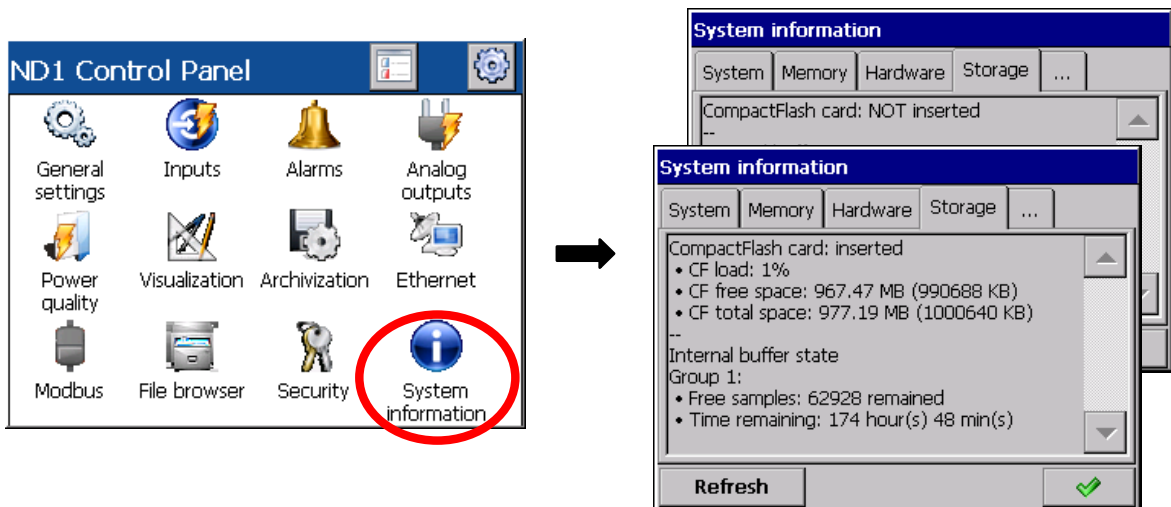 ND1 Control Panel
General
settings
Inputs
Alarms
Analog
outputs
Power
quality
Visualization
Archivization
Ethernet
Modbus
File browser
Security
System
information
System information
System Memory Hardware Storage ...
CompactFlash card: NOT inserted
--
System information
System Memory Hardware Storage ...
CompactFlash card: inserted
• CF load: 1%
• CF free space: 967.47 MB (990688 KB)
• CF total space: 977.19 MB (1000640 KB)
--
Internal buffer state
Group 1:
• Free samples: 62928 remained
• Time remaining: 174 hour(s) 48 min(s)
Refresh